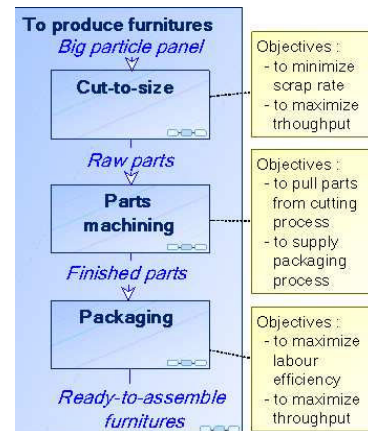 To produce furnitures
Big particle panel
Cut-to-size
Objectives :
- to minimize
scrap rate
- to maximize
trhoughput
Raw parts
Parts
machining
Objectives :
- to pull parts
from cutting
process
- to supply
packaging
process
Finished parts
Packaging
Objectives :
- to maximize
labour
efficiency
- to maximize
throughput
Ready-to-assemble
furnitures